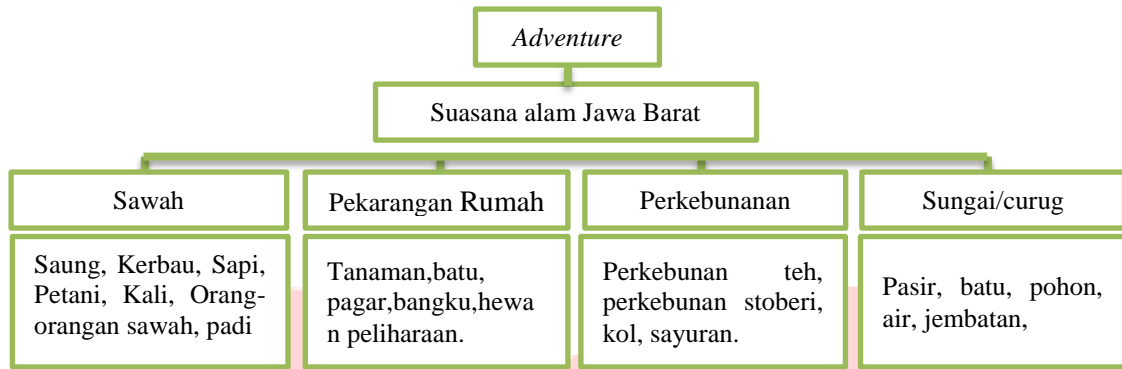 Adventure
Suasana alam Jawa Barat
Sawah
Pekarangan Rumah
Perkebunanan
Sungai/curug
Saung, Kerbau, Sapi,
Petani, Kali, Orang-
orangan sawah, padi
Tanaman,batu,
pagar,bangku,hewa
n peliharaan.
Perkebunan teh,
perkebunan stoberi,
kol, sayuran.
Pasir, batu, pohon,
air, jembatan,